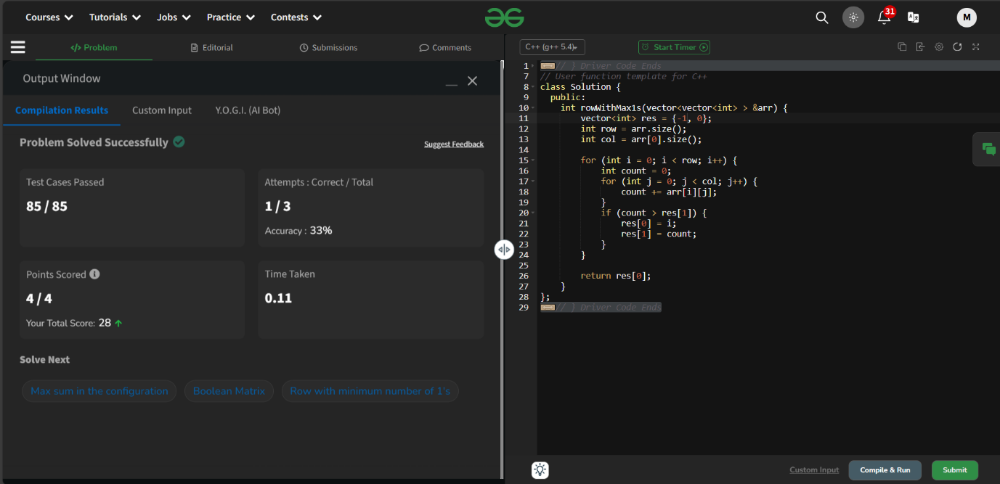 Courses Tutorials Jobs Practice Contests 31 M
</> Problem Editorial Submissions Comments
Output Window
Compilation Results Custom Input Y.O.G.I. (AI Bot)
Problem Solved Successfully
Suggest Feedback
Test Cases Passed
85 / 85
Attempts : Correct / Total
1 / 3
Accuracy : 33%
Points Scored
4 / 4
Your Total Score: 28
Time Taken
0.11
Solve Next
Max sum in the configuration Boolean Matrix Row with minimum number of 1's
C++ (g++ 5.4) Start Timer
1 // } Driver Code Ends
7 // User function template for C++
8 class Solution {
9 public:
10 int rowWithMax1s(vector<vector<int> > &arr) {
11 vector<int> res = {-1, 0};
12 int row = arr.size();
13 int col = arr[0].size();
14
15 for (int i = 0; i < row; i++) {
16 int count = 0;
17 for (int j = 0; j < col; j++) {
18 count += arr[i][j];
19 }
20 if (count > res[1]) {
21 res[0] = i;
22 res[1] = count;
23 }
24 }
25
26 return res[0];
27 }
28 };
29 // } Driver Code Ends
Custom Input Compile & Run Submit